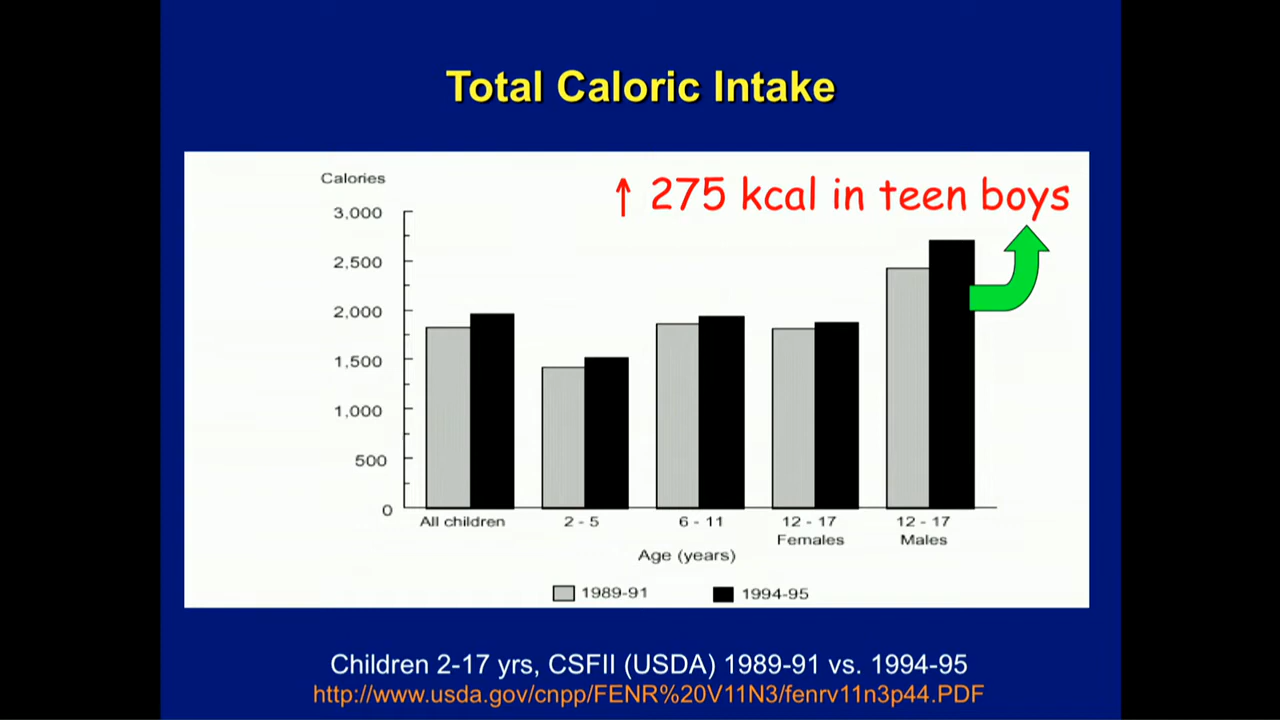 Total Caloric Intake
Calories
↑ 275 kcal in teen boys
3,000
2,500
2,000
1,500
1,000
500
0
All children
2 - 5
6 - 11
12 - 17
Females
12 - 17
Males
Age (years)
1989-91
1994-95
Children 2-17 yrs, CSFII (USDA) 1989-91 vs. 1994-95
http://www.usda.gov/cnpp/FENR%20V11N3/fenrv11n3p44.PDF